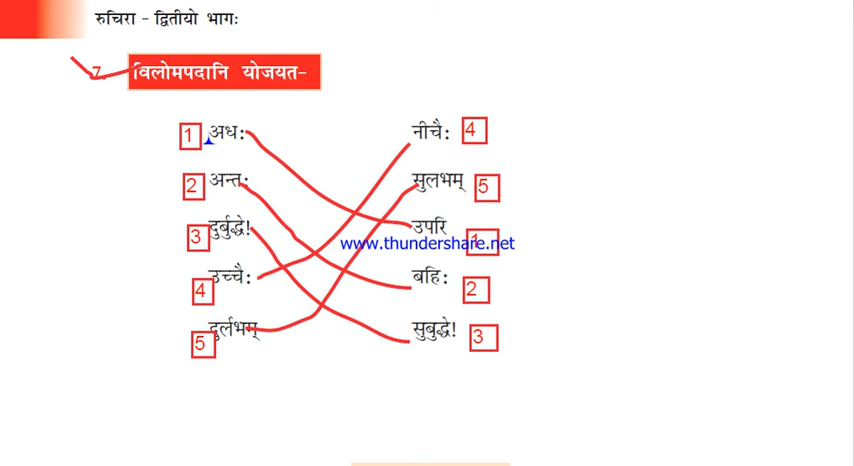 रुचिरा - द्वितीयो भागः
7. विलोमपदानि योजयत-
1 अधः नीचैः 4
2 अन्तः सुलभम् 5
3 दुर्बुद्धे! उपरि 1
www.thundershare.net
4 उच्चैः बहिः 2
5 दुर्लभम् सुबुद्धे! 3